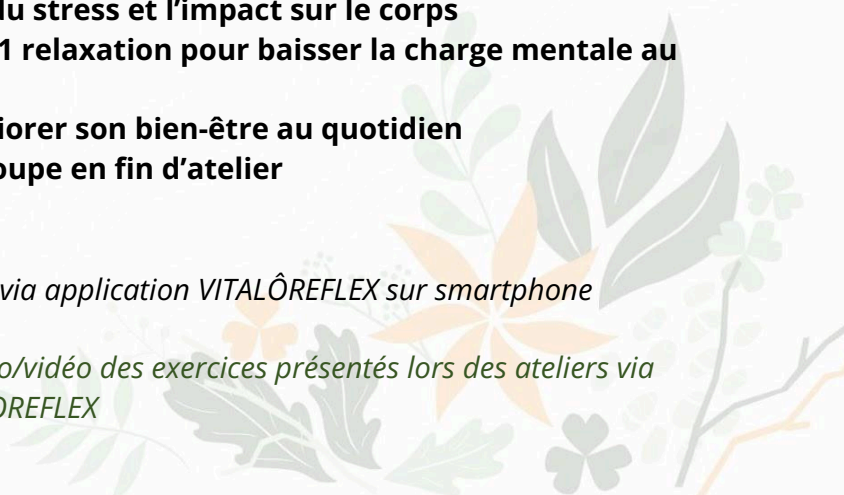 du stress et l'impact sur le corps
1 relaxation pour baisser la charge mentale au
iorer son bien-être au quotidien
oupe en fin d'atelier
via application VITALÔREFLEX sur smartphone
o/vidéo des exercices présentés lors des ateliers via
ÔREFLEX